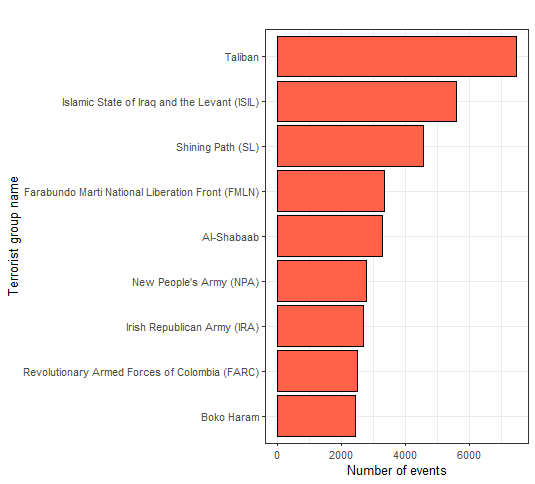 Terrorist group name
Taliban
Islamic State of Iraq and the Levant (ISIL)
Shining Path (SL)
Farabundo Marti National Liberation Front (FMLN)
Al-Shabaab
New People's Army (NPA)
Irish Republican Army (IRA)
Revolutionary Armed Forces of Colombia (FARC)
Boko Haram
0 2000 4000 6000
Number of events